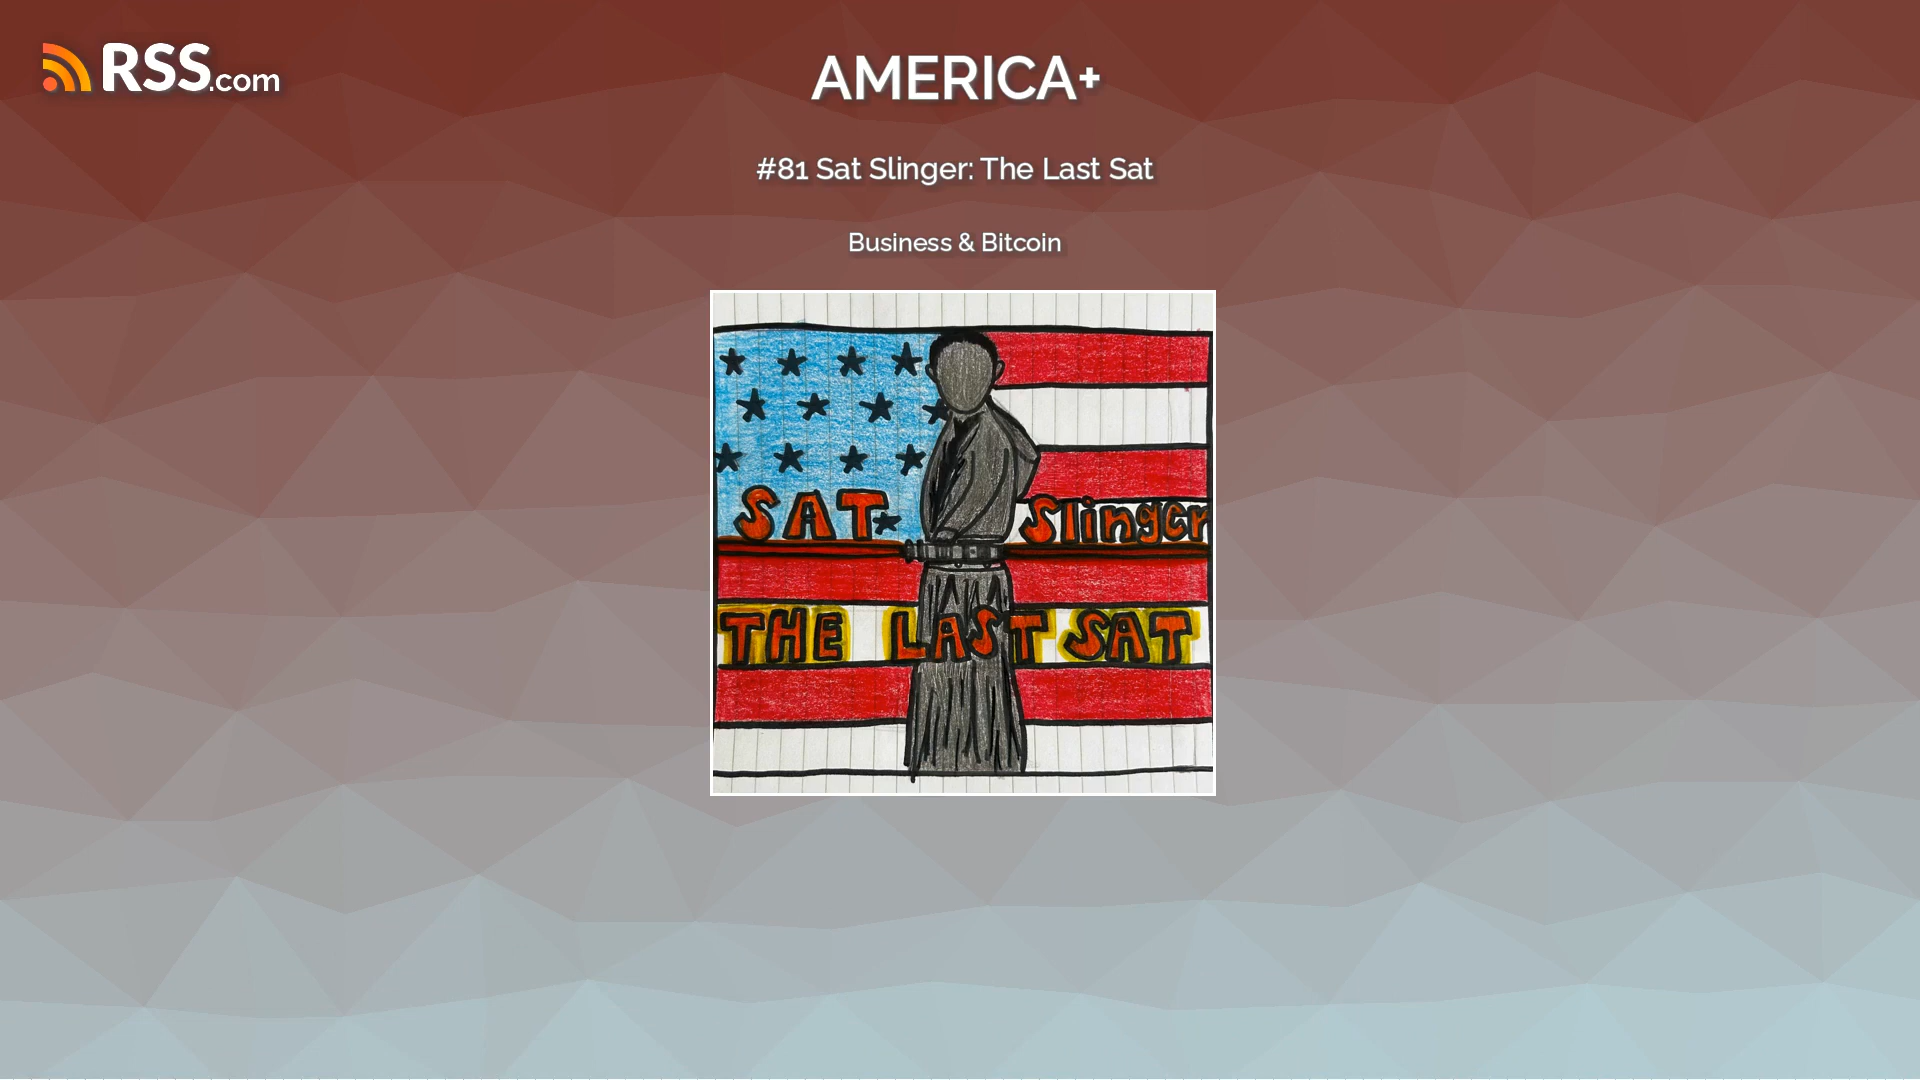 RSS.com
AMERICA+
#81 Sat Slinger: The Last Sat
Business & Bitcoin
SAT Slinger
THE LAST SAT